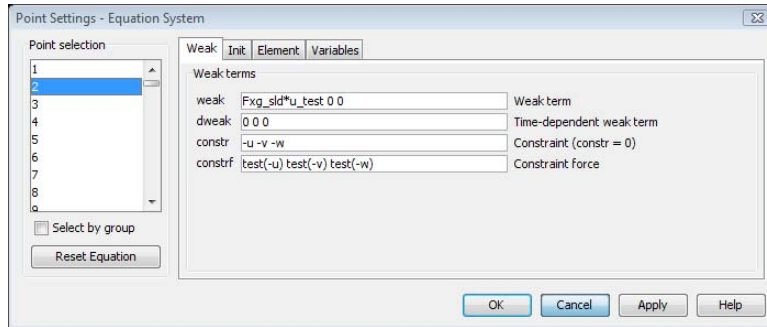 Point Settings - Equation System
Point selection
1
2
3
4
5
6
7
8
9
Select by group
Reset Equation
Weak Init Element Variables
Weak terms
weak Fxg_sld*u_test 0 0 Weak term
dweak 0 0 0 Time-dependent weak term
constr -u -v -w Constraint (constr = 0)
constrf test(-u) test(-v) test(-w) Constraint force
OK Cancel Apply Help